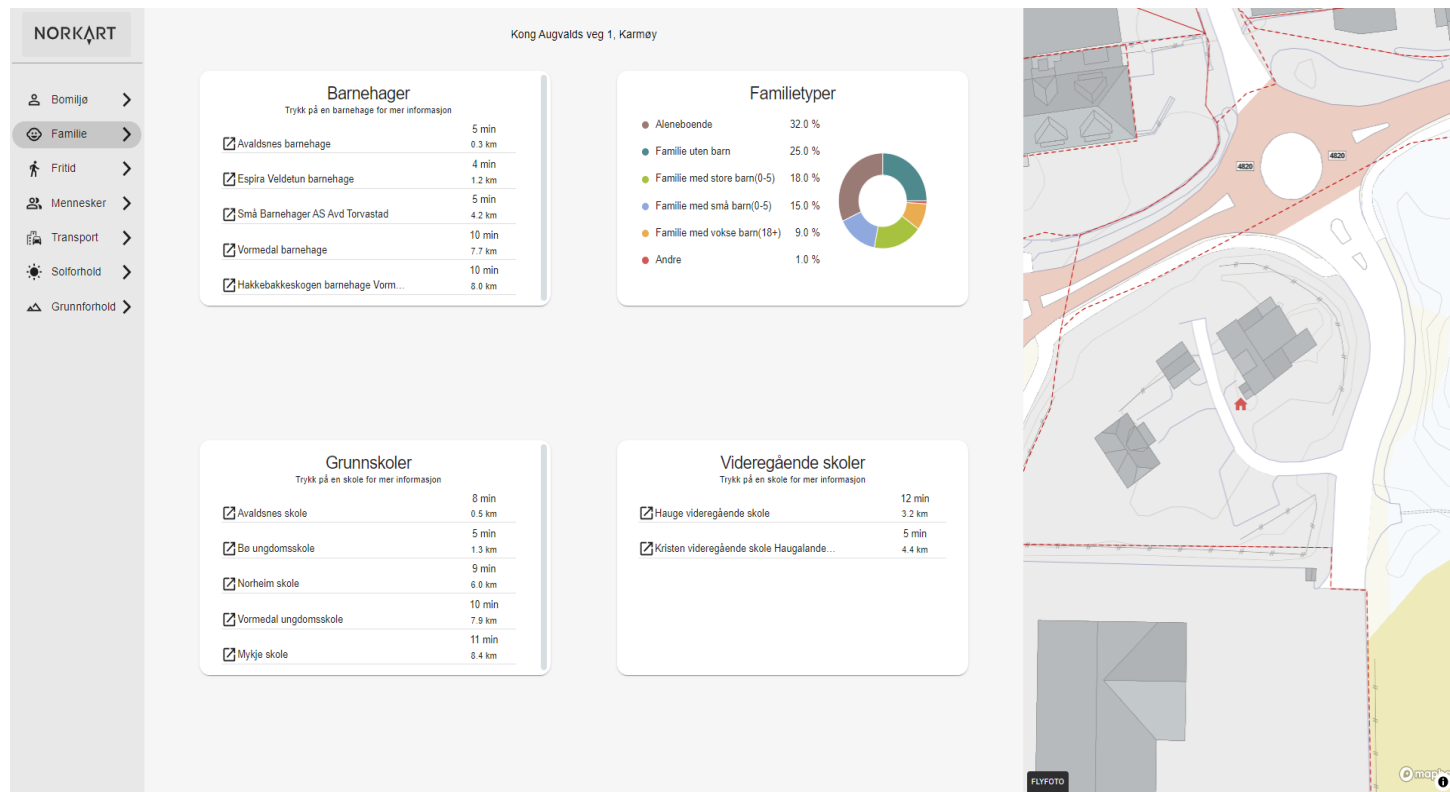 NORKART
Bomiljø
Familie
Fritid
Mennesker
Transport
Solforhold
Grunnforhold
Kong Augvalds veg 1, Karmøy
Barnehager
Trykk på en barnehage for mer informasjon
5 min
Avaldsnes barnehage 0.3 km
4 min
Espira Veldetun barnehage 1.2 km
5 min
Små Barnehager AS Avd Torvastad 4.2 km
10 min
Vormedal barnehage 7.7 km
10 min
Hakkebakkeskogen barnehage Vorm... 8.0 km
Familietyper
Aleneboende 32.0 %
Familie uten barn 25.0 %
Familie med store barn(0-5) 18.0 %
Familie med små barn(0-5) 15.0 %
Familie med vokse barn(18+) 9.0 %
Andre 1.0 %
Grunnskoler
Trykk på en skole for mer informasjon
8 min
Avaldsnes skole 0.5 km
5 min
Bø ungdomsskole 1.3 km
9 min
Norheim skole 6.0 km
10 min
Vormedal ungdomsskole 7.9 km
11 min
Mykje skole 8.4 km
Videregående skoler
Trykk på en skole for mer informasjon
12 min
Hauge videregående skole 3.2 km
5 min
Kristen videregående skole Haugalande... 4.4 km
4820
4820
FLYFOTO